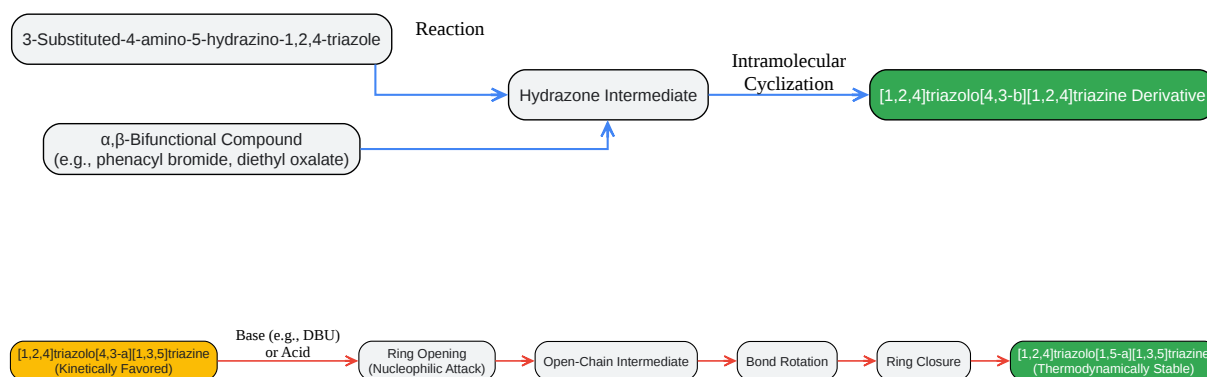 3-Substituted-4-amino-5-hydrazino-1,2,4-triazole
Reaction
Hydrazone Intermediate
Intramolecular
Cyclization
[1,2,4]triazolo[4,3-b][1,2,4]triazine Derivative
α,β-Bifunctional Compound
(e.g., phenacyl bromide, diethyl oxalate)
[1,2,4]triazolo[4,3-a][1,3,5]triazine
(Kinetically Favored)
Base (e.g., DBU)
or Acid
Ring Opening
(Nucleophilic Attack)
Open-Chain Intermediate
Bond Rotation
Ring Closure
[1,2,4]triazolo[1,5-a][1,3,5]triazine
(Thermodynamically Stable)